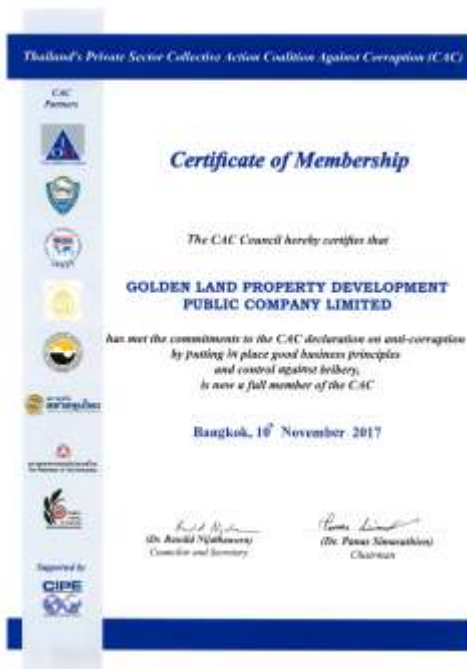 Thailand's Private Sector Collective Action Coalition Against Corruption (CAC)
CAC
Partners
Certificate of Membership
The CAC Council hereby certifies that
GOLDEN LAND PROPERTY DEVELOPMENT
PUBLIC COMPANY LIMITED
has met the commitments to the CAC declaration on anti-corruption
by putting in place good business principles
and control against bribery,
is now a full member of the CAC
Bangkok, 10th November 2017
(Dr. Bandid Nijathaworn)
Councilor and Secretary
(Dr. Panas Simasathien)
Chairman
Supported by
CIPE